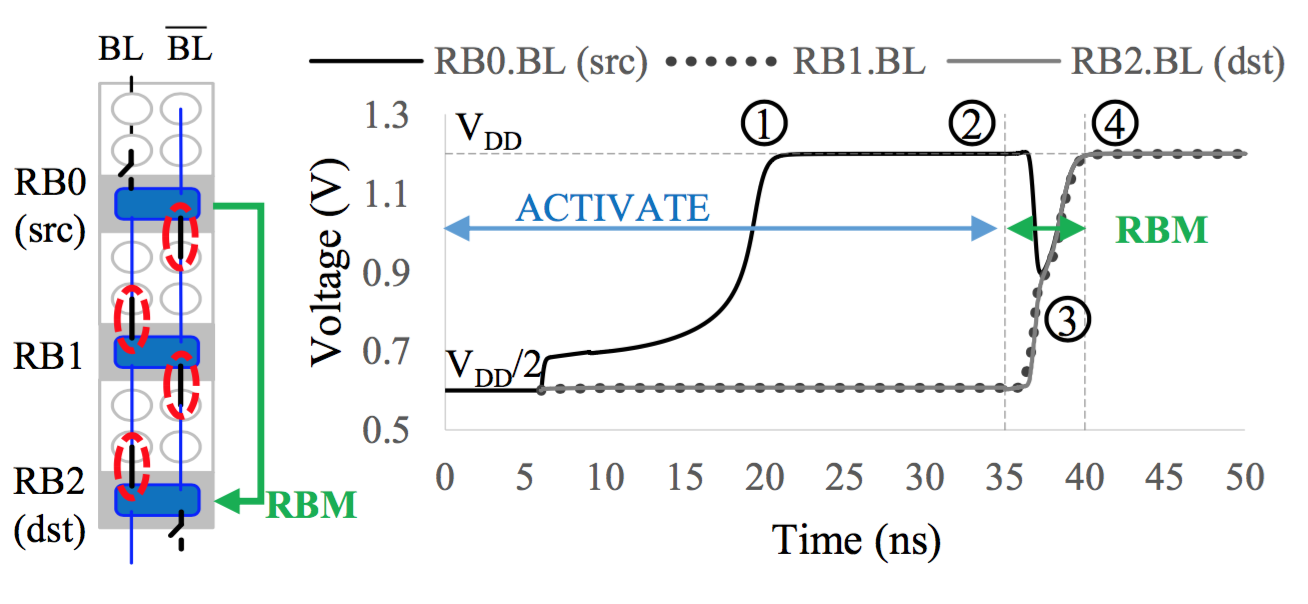 BL B̅L̅
RB0
(src)
RB1
RB2
(dst)
RBM
RB0.BL (src) RB1.BL RB2.BL (dst)
Voltage (V)
1.3
1.1
0.9
0.7
0.5
VDD
VDD/2
1
2
4
3
ACTIVATE
RBM
0 5 10 15 20 25 30 35 40 45 50
Time (ns)